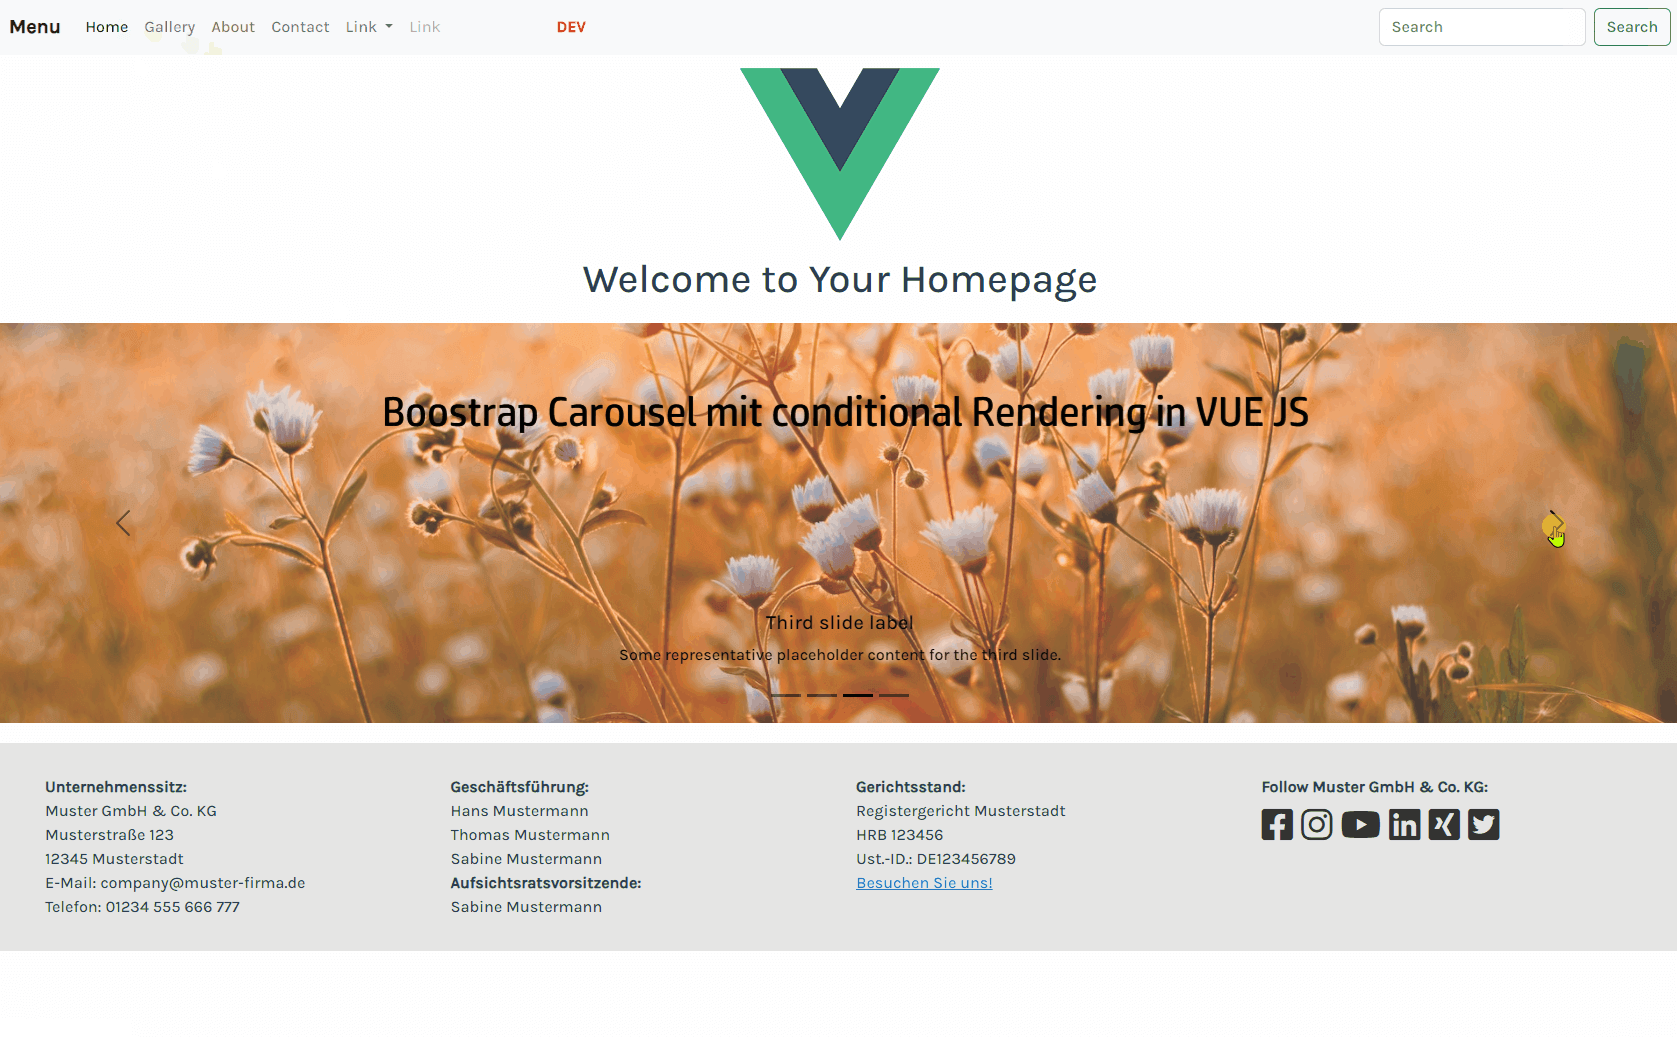 Menu Home Gallery About Contact Link Link DEV Search Search
Welcome to Your Homepage
Boostrap Carousel mit conditional Rendering in VUE JS
Third slide label
Some representative placeholder content for the third slide.
Unternehmenssitz:
Muster GmbH & Co. KG
Musterstraße 123
12345 Musterstadt
E-Mail: company@muster-firma.de
Telefon: 01234 555 666 777
Geschäftsführung:
Hans Mustermann
Thomas Mustermann
Sabine Mustermann
Aufsichtsratsvorsitzende:
Sabine Mustermann
Gerichtsstand:
Registergericht Musterstadt
HRB 123456
Ust.-ID.: DE123456789
Besuchen Sie uns!
Follow Muster GmbH & Co. KG: